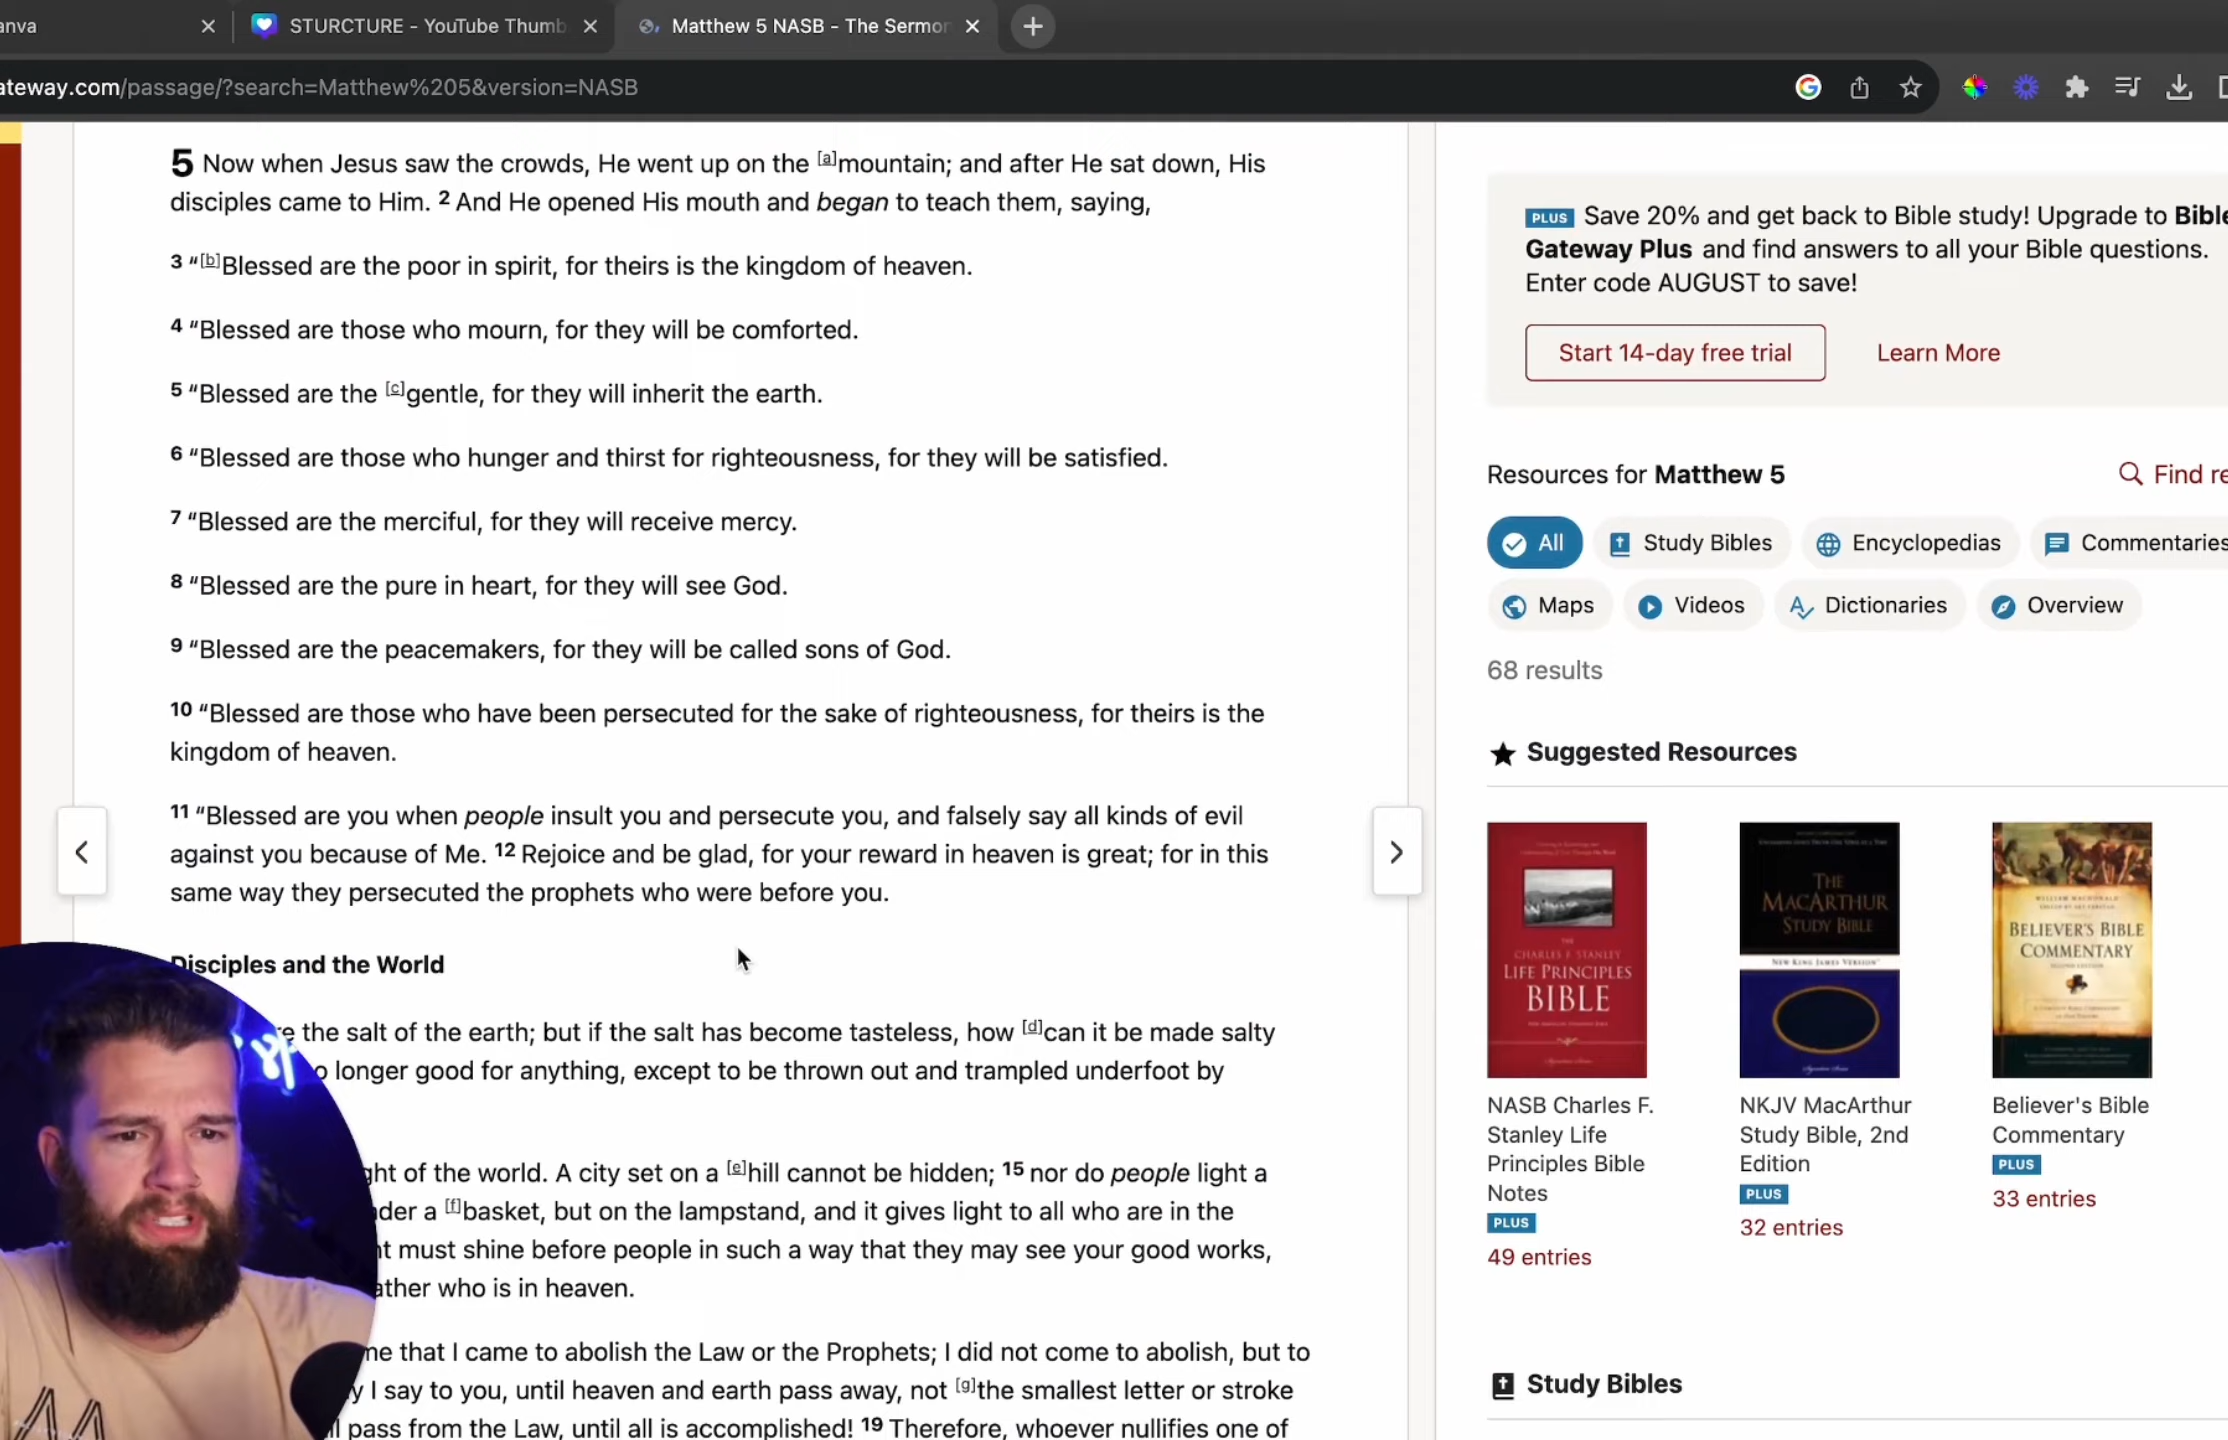 anva
STURCTURE - YouTube Thumb
Matthew 5 NASB - The Sermon
ateway.com/passage/?search=Matthew%205&version=NASB
5 Now when Jesus saw the crowds, He went up on the [a]mountain; and after He sat down, His
disciples came to Him. 2 And He opened His mouth and began to teach them, saying,
3 “[b]Blessed are the poor in spirit, for theirs is the kingdom of heaven.
4 “Blessed are those who mourn, for they will be comforted.
5 “Blessed are the [c]gentle, for they will inherit the earth.
6 “Blessed are those who hunger and thirst for righteousness, for they will be satisfied.
7 “Blessed are the merciful, for they will receive mercy.
8 “Blessed are the pure in heart, for they will see God.
9 “Blessed are the peacemakers, for they will be called sons of God.
10 “Blessed are those who have been persecuted for the sake of righteousness, for theirs is the
kingdom of heaven.
11 “Blessed are you when people insult you and persecute you, and falsely say all kinds of evil
against you because of Me. 12 Rejoice and be glad, for your reward in heaven is great; for in this
same way they persecuted the prophets who were before you.
Disciples and the World
e the salt of the earth; but if the salt has become tasteless, how [d]can it be made salty
o longer good for anything, except to be thrown out and trampled underfoot by
ght of the world. A city set on a [e]hill cannot be hidden; 15 nor do people light a
nder a [f]basket, but on the lampstand, and it gives light to all who are in the
nt must shine before people in such a way that they may see your good works,
ather who is in heaven.
me that I came to abolish the Law or the Prophets; I did not come to abolish, but to
y I say to you, until heaven and earth pass away, not [g]the smallest letter or stroke
ll pass from the Law, until all is accomplished! 19 Therefore, whoever nullifies one of
PLUS Save 20% and get back to Bible study! Upgrade to Bible
Gateway Plus and find answers to all your Bible questions.
Enter code AUGUST to save!
Start 14-day free trial
Learn More
Resources for Matthew 5
Find re
All
Study Bibles
Encyclopedias
Commentaries
Maps
Videos
Dictionaries
Overview
68 results
Suggested Resources
THE
CHARLES F. STANLEY
LIFE PRINCIPLES
BIBLE
THE
MACARTHUR
STUDY BIBLE
NEW KING JAMES VERSION
WILLIAM MACDONALD
BELIEVER'S BIBLE
COMMENTARY
NASB Charles F.
Stanley Life
Principles Bible
Notes
PLUS
49 entries
NKJV MacArthur
Study Bible, 2nd
Edition
PLUS
32 entries
Believer's Bible
Commentary
PLUS
33 entries
Study Bibles